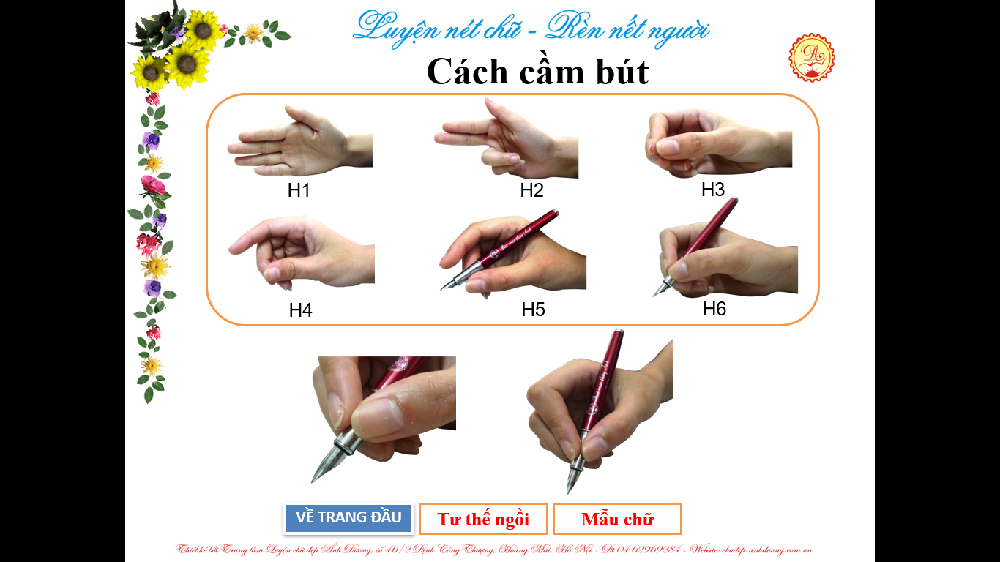 Luyện nét chữ - Rèn nết người
Cách cầm bút
A
H1
H2
H3
H4
H5
H6
VỀ TRANG ĐẦU
Tư thế ngồi
Mẫu chữ
Thiết kế bởi Trung tâm Luyện chữ đẹp Ánh Dương, số 46/2 Định Công Thượng, Hoàng Mai, Hà Nội - Dt 04 62969284 - Website: chudep-anhduong.com.vn